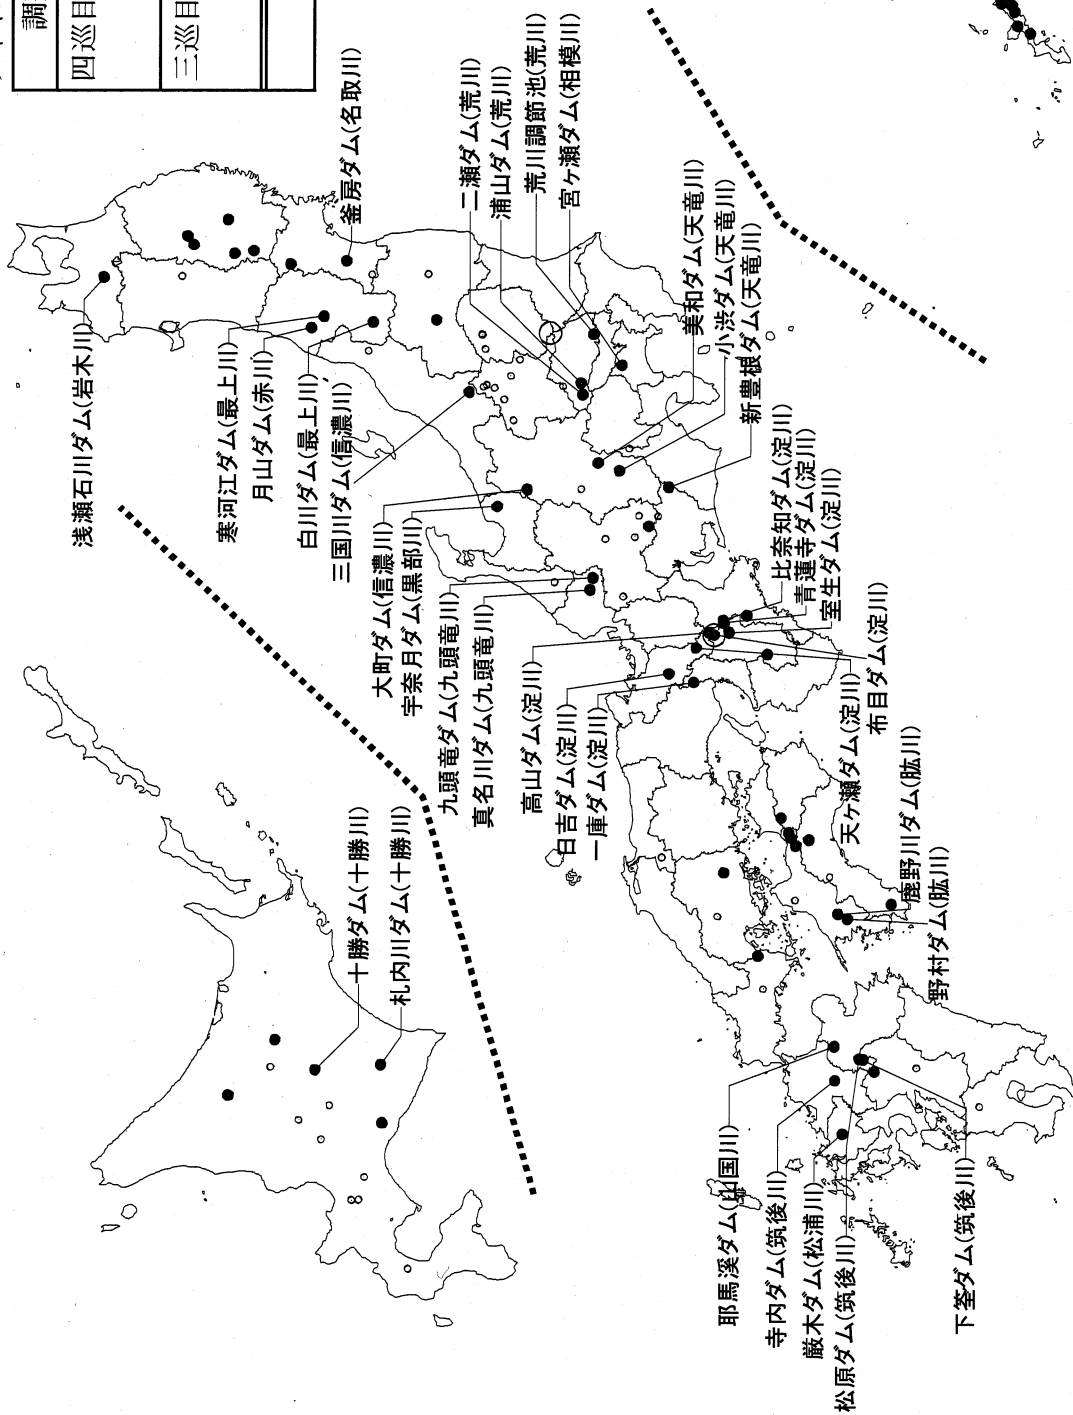 調
四巡目
三巡目
浅瀬石川ダム(岩木川)
寒河江ダム(最上川)
月山ダム(赤川)
白川ダム(最上川)
三国川ダム(信濃川)
釜房ダム(名取川)
二瀬ダム(荒川)
浦山ダム(荒川)
荒川調節池(荒川)
宮ヶ瀬ダム(相模川)
美和ダム(天竜川)
小渋ダム(天竜川)
新豊根ダム(天竜川)
大町ダム(信濃川)
宇奈月ダム(黒部川)
九頭竜ダム(九頭竜川)
真名川ダム(九頭竜川)
高山ダム(淀川)
日吉ダム(淀川)
一庫ダム(淀川)
比奈知ダム(淀川)
青蓮寺ダム(淀川)
室生ダム(淀川)
布目ダム(淀川)
天ヶ瀬ダム(淀川)
鹿野川ダム(肱川)
野村ダム(肱川)
十勝ダム(十勝川)
札内川ダム(十勝川)
耶馬溪ダム(山国川)
寺内ダム(筑後川)
厳木ダム(松浦川)
松原ダム(筑後川)
下筌ダム(筑後川)